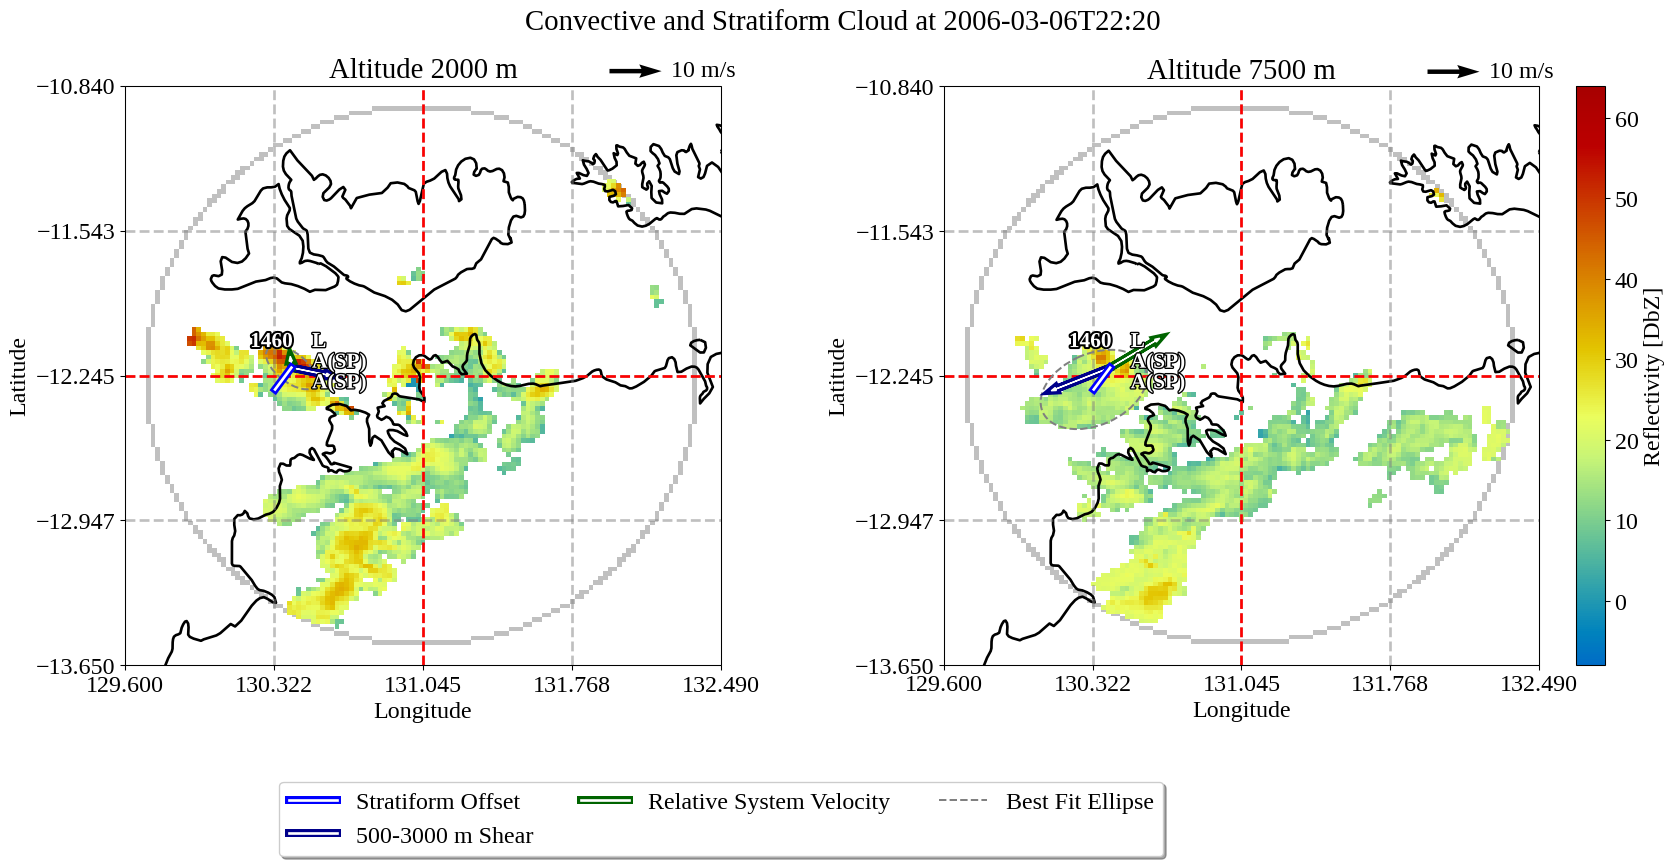 Convective and Stratiform Cloud at 2006-03-06T22:20
Altitude 2000 m
10 m/s
−10.840
−11.543
−12.245
−12.947
−13.650
129.600
130.322
131.045
131.768
132.490
Latitude
Longitude
1460
L
A(SP)
A(SP)
Altitude 7500 m
10 m/s
−10.840
−11.543
−12.245
−12.947
−13.650
129.600
130.322
131.045
131.768
132.490
Latitude
Longitude
1460
L
A(SP)
A(SP)
60
50
40
30
20
10
0
Reflectivity [DbZ]
Stratiform Offset
500-3000 m Shear
Relative System Velocity
Best Fit Ellipse